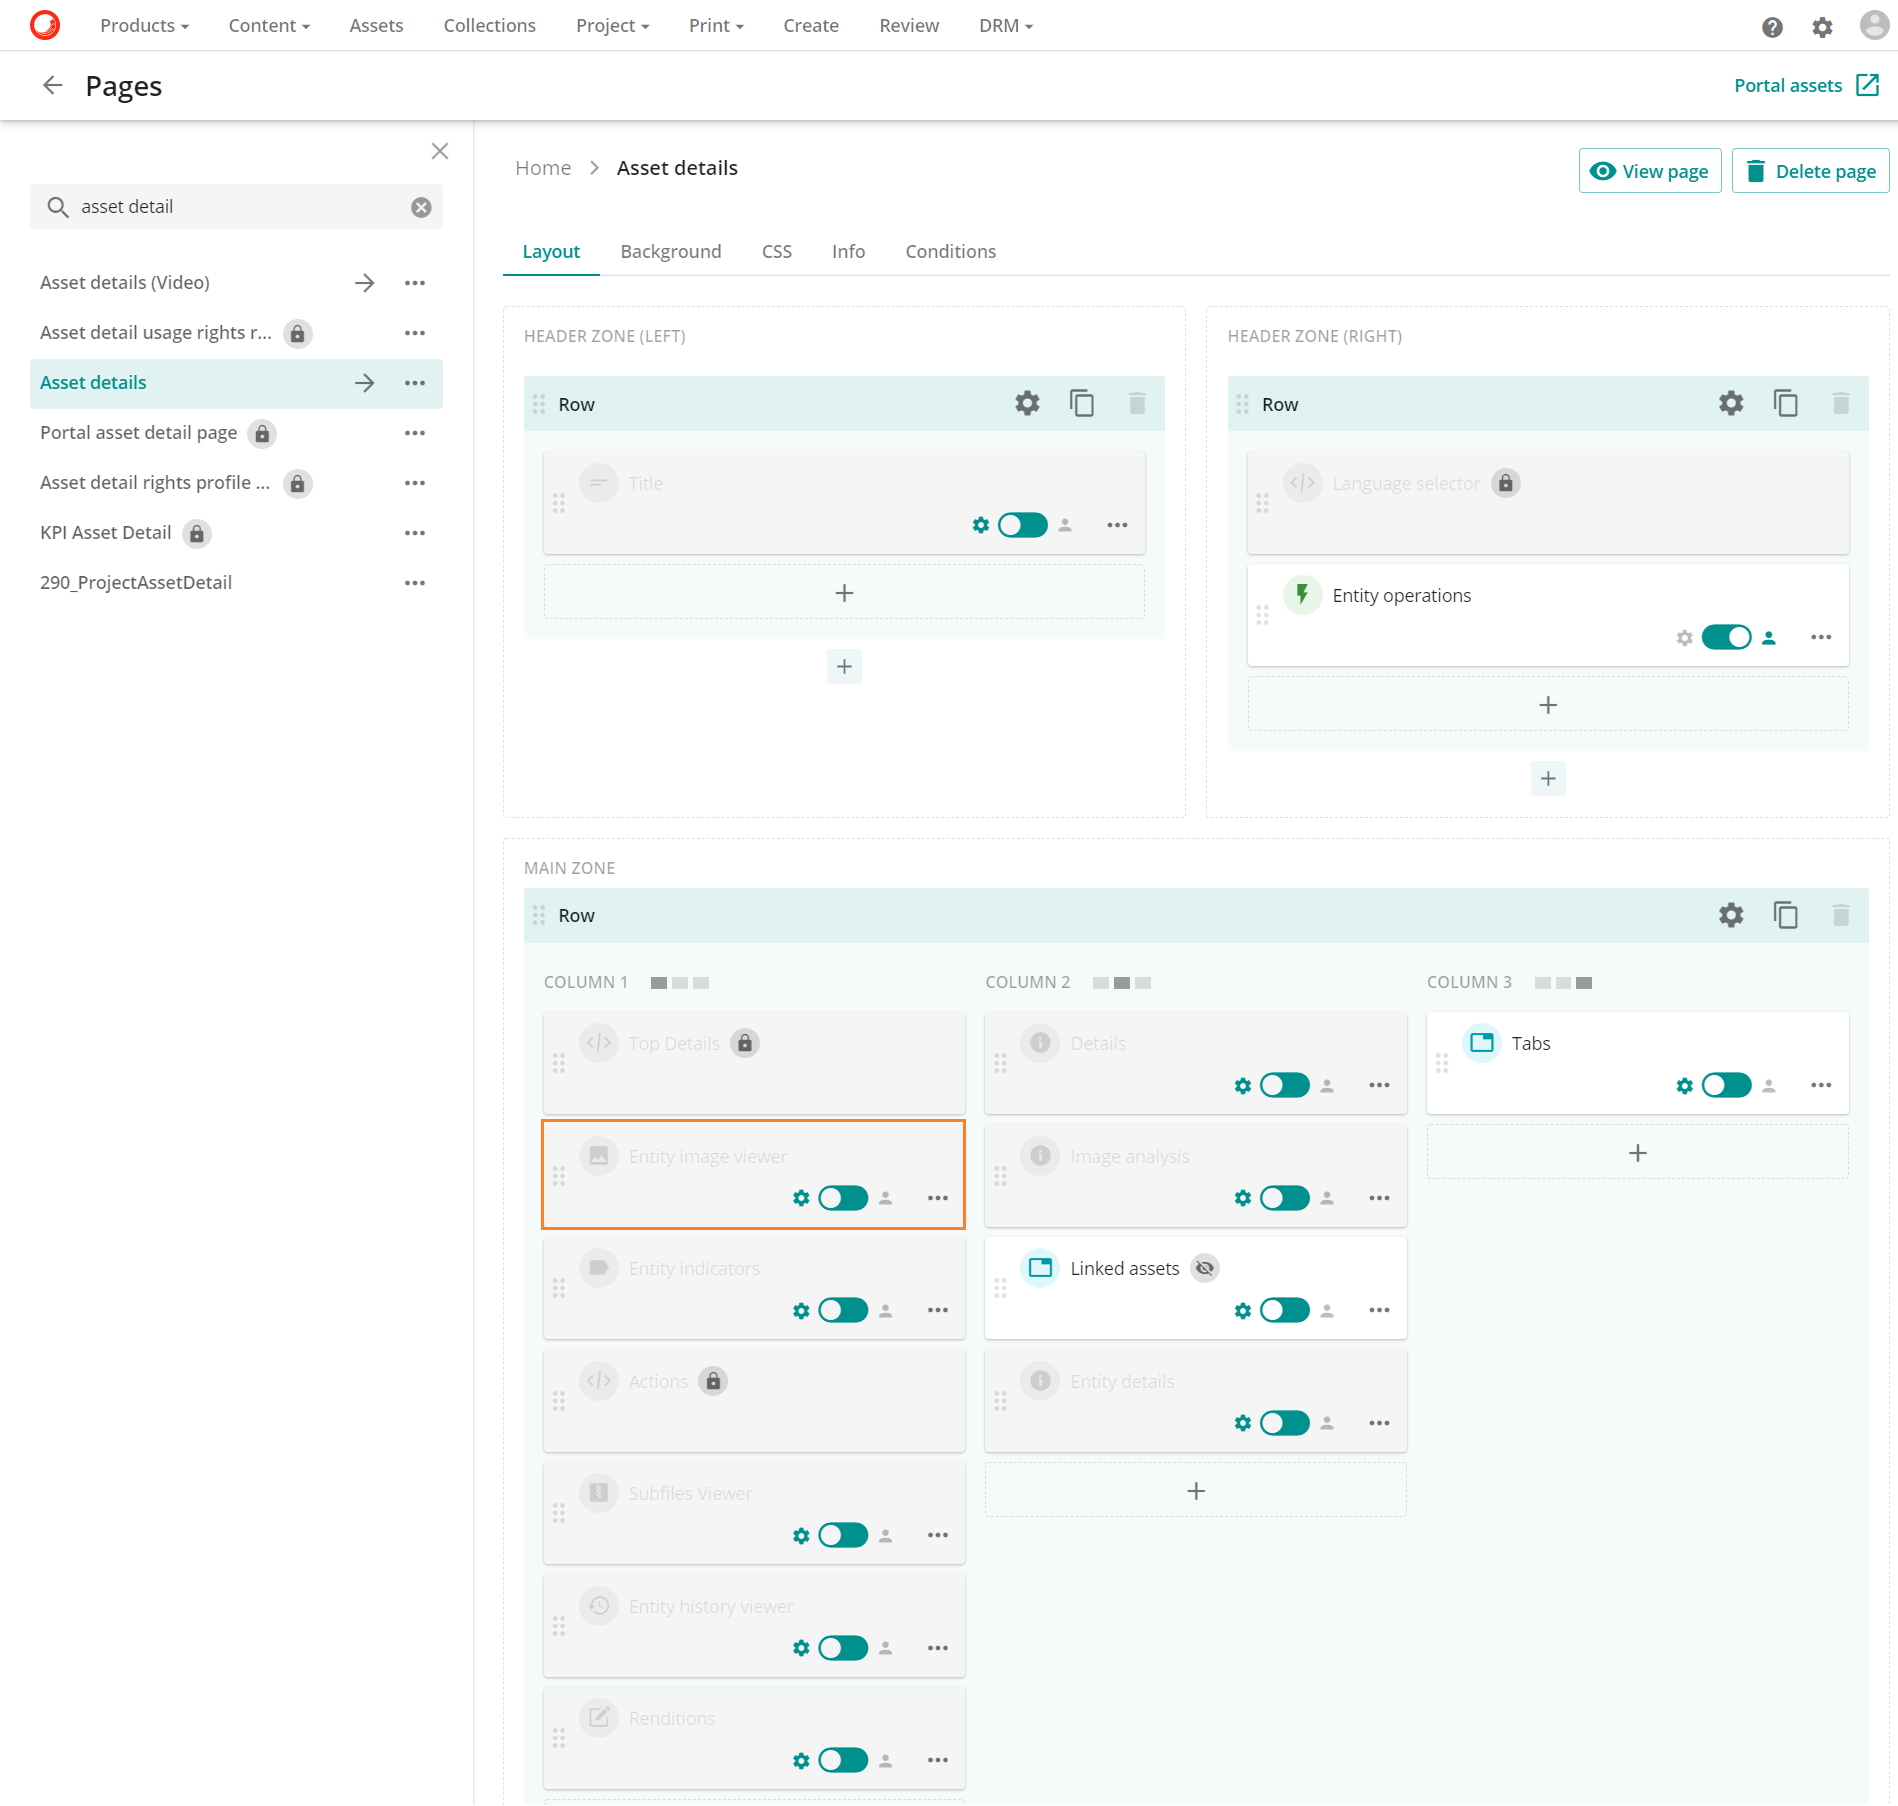 Products Content Assets Collections Project Print Create Review DRM
Pages
Portal assets
asset detail
Asset details (Video)
Asset detail usage rights r...
Asset details
Portal asset detail page
Asset detail rights profile ...
KPI Asset Detail
290_ProjectAssetDetail
Home > Asset details
View page
Delete page
Layout Background CSS Info Conditions
HEADER ZONE (LEFT)
Row
Title
HEADER ZONE (RIGHT)
Row
Language selector
Entity operations
MAIN ZONE
Row
COLUMN 1
Top Details
Entity image viewer
Entity indicators
Actions
Subfiles Viewer
Entity history viewer
Renditions
COLUMN 2
Details
Image analysis
Linked assets
Entity details
COLUMN 3
Tabs